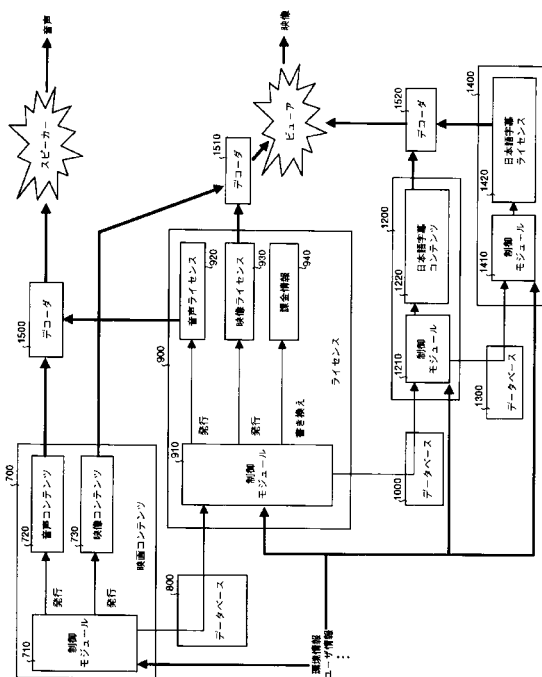 700
710
制御
モジュール
発行
発行
720
音声コンテンツ
730
映像コンテンツ
映画コンテンツ
800
データベース
環境情報
ユーザ情報
⋮
1500
デコーダ
スピーカー
音声
900
910
制御
モジュール
発行
発行
書き換え
920
音声ライセンス
930
映像ライセンス
940
課金情報
ライセンス
1510
デコーダ
ビューア
映像
1000
データベース
1200
1210
制御
モジュール
1220
日本語字幕
コンテンツ
1520
デコーダ
1300
データベース
1400
1410
制御
モジュール
1420
日本語字幕
ライセンス